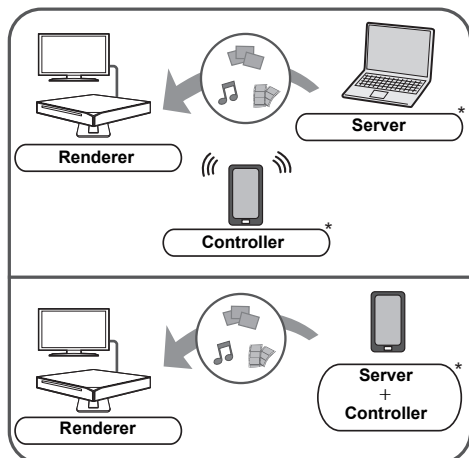 Server *
Renderer
Controller *
Server *
+
Controller
Renderer